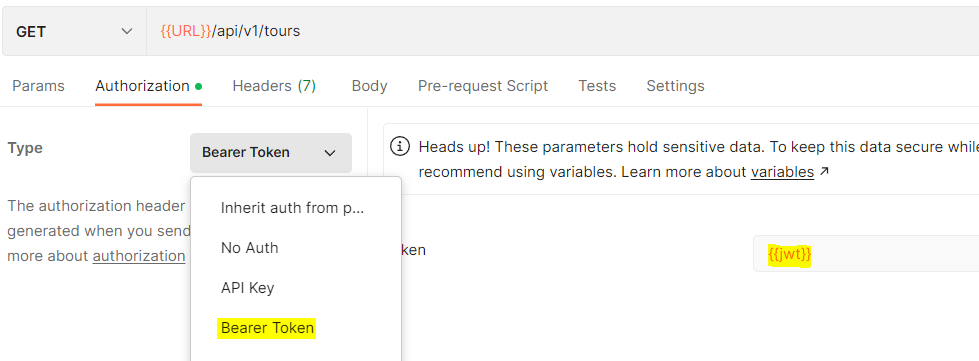 GET {{URL}}/api/v1/tours
Params Authorization Headers (7) Body Pre-request Script Tests Settings
Type
Bearer Token
Heads up! These parameters hold sensitive data. To keep this data secure while
recommend using variables. Learn more about variables ↗
The authorization header
generated when you send
more about authorization
Inherit auth from p...
No Auth
API Key
Bearer Token
ken
{{jwt}}